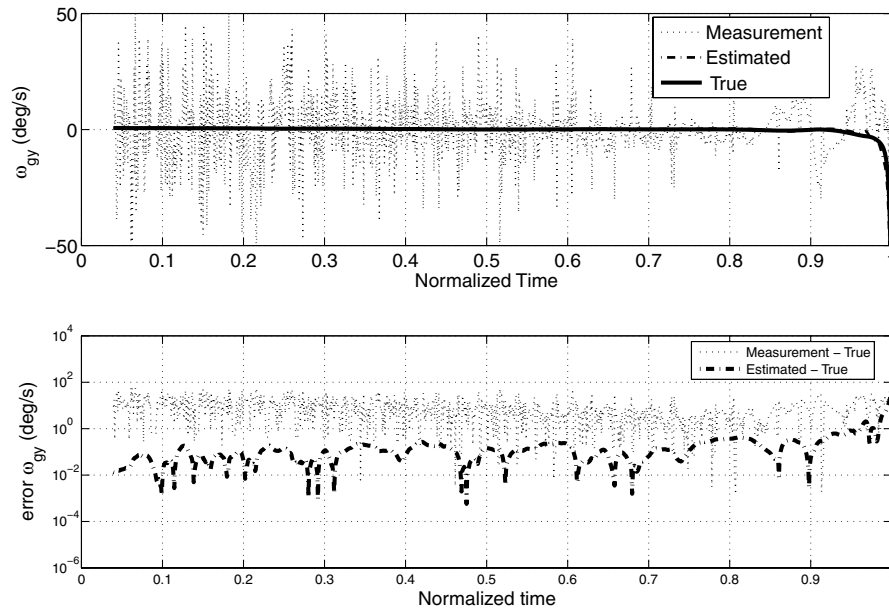 50
0
−50
ω_gy (deg/s)
Measurement
Estimated
True
0 0.1 0.2 0.3 0.4 0.5 0.6 0.7 0.8 0.9 1
Normalized Time
10^4
10^2
10^0
10^−2
10^−4
10^−6
error ω_gy (deg/s)
Measurement − True
Estimated − True
0 0.1 0.2 0.3 0.4 0.5 0.6 0.7 0.8 0.9 1
Normalized time